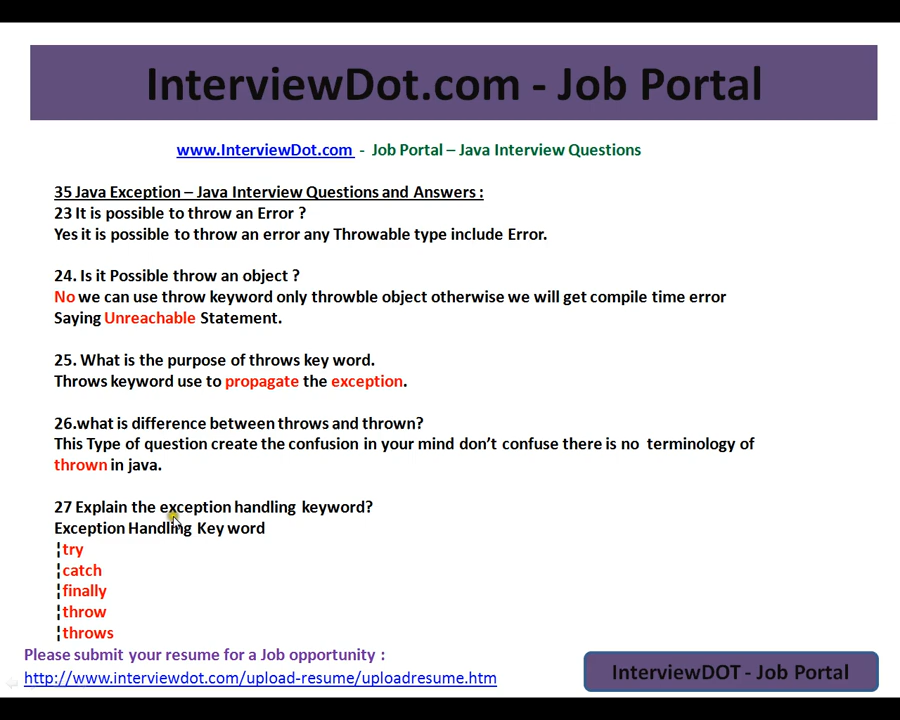 InterviewDot.com - Job Portal
www.InterviewDot.com - Job Portal – Java Interview Questions
35 Java Exception – Java Interview Questions and Answers :
23 It is possible to throw an Error ?
Yes it is possible to throw an error any Throwable type include Error.
24. Is it Possible throw an object ?
No we can use throw keyword only throwble object otherwise we will get compile time error
Saying Unreachable Statement.
25. What is the purpose of throws key word.
Throws keyword use to propagate the exception.
26.what is difference between throws and thrown?
This Type of question create the confusion in your mind don’t confuse there is no terminology of
thrown in java.
27 Explain the exception handling keyword?
Exception Handling Key word
¦try
¦catch
¦finally
¦throw
¦throws
Please submit your resume for a Job opportunity :
http://www.interviewdot.com/upload-resume/uploadresume.htm
InterviewDOT - Job Portal